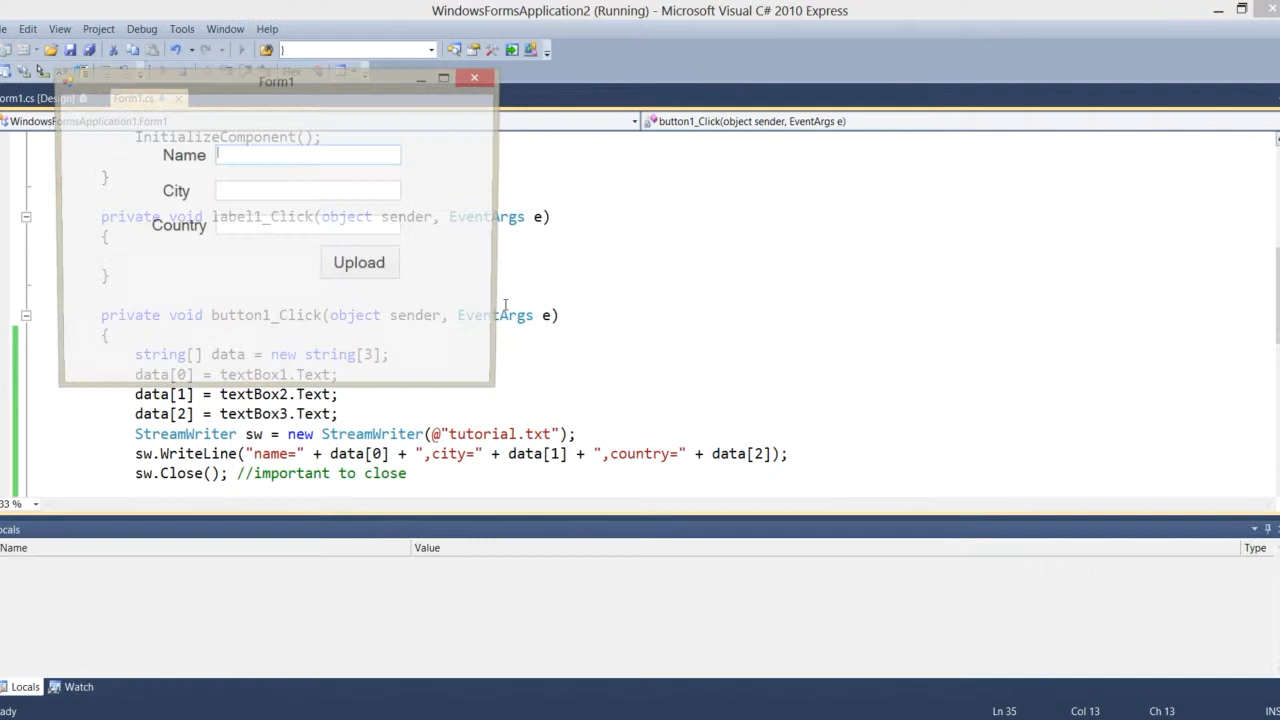 WindowsFormsApplication2 (Running) - Microsoft Visual C# 2010 Express
le Edit View Project Debug Tools Window Help
}
Hex
Form1
orm1.cs [Design] Form1.cs
WindowsFormsApplication1.Form1 button1_Click(object sender, EventArgs e)
InitializeComponent();
Name
}
City
private void label1_Click(object sender, EventArgs e)
Country
{
Upload
}
private void button1_Click(object sender, EventArgs e)
{
string[] data = new string[3];
data[0] = textBox1.Text;
data[1] = textBox2.Text;
data[2] = textBox3.Text;
StreamWriter sw = new StreamWriter(@"tutorial.txt");
sw.WriteLine("name=" + data[0] + ",city=" + data[1] + ",country=" + data[2]);
sw.Close(); //important to close
33 %
ocals
Name Value Type
Locals Watch
ady Ln 35 Col 13 Ch 13 INS